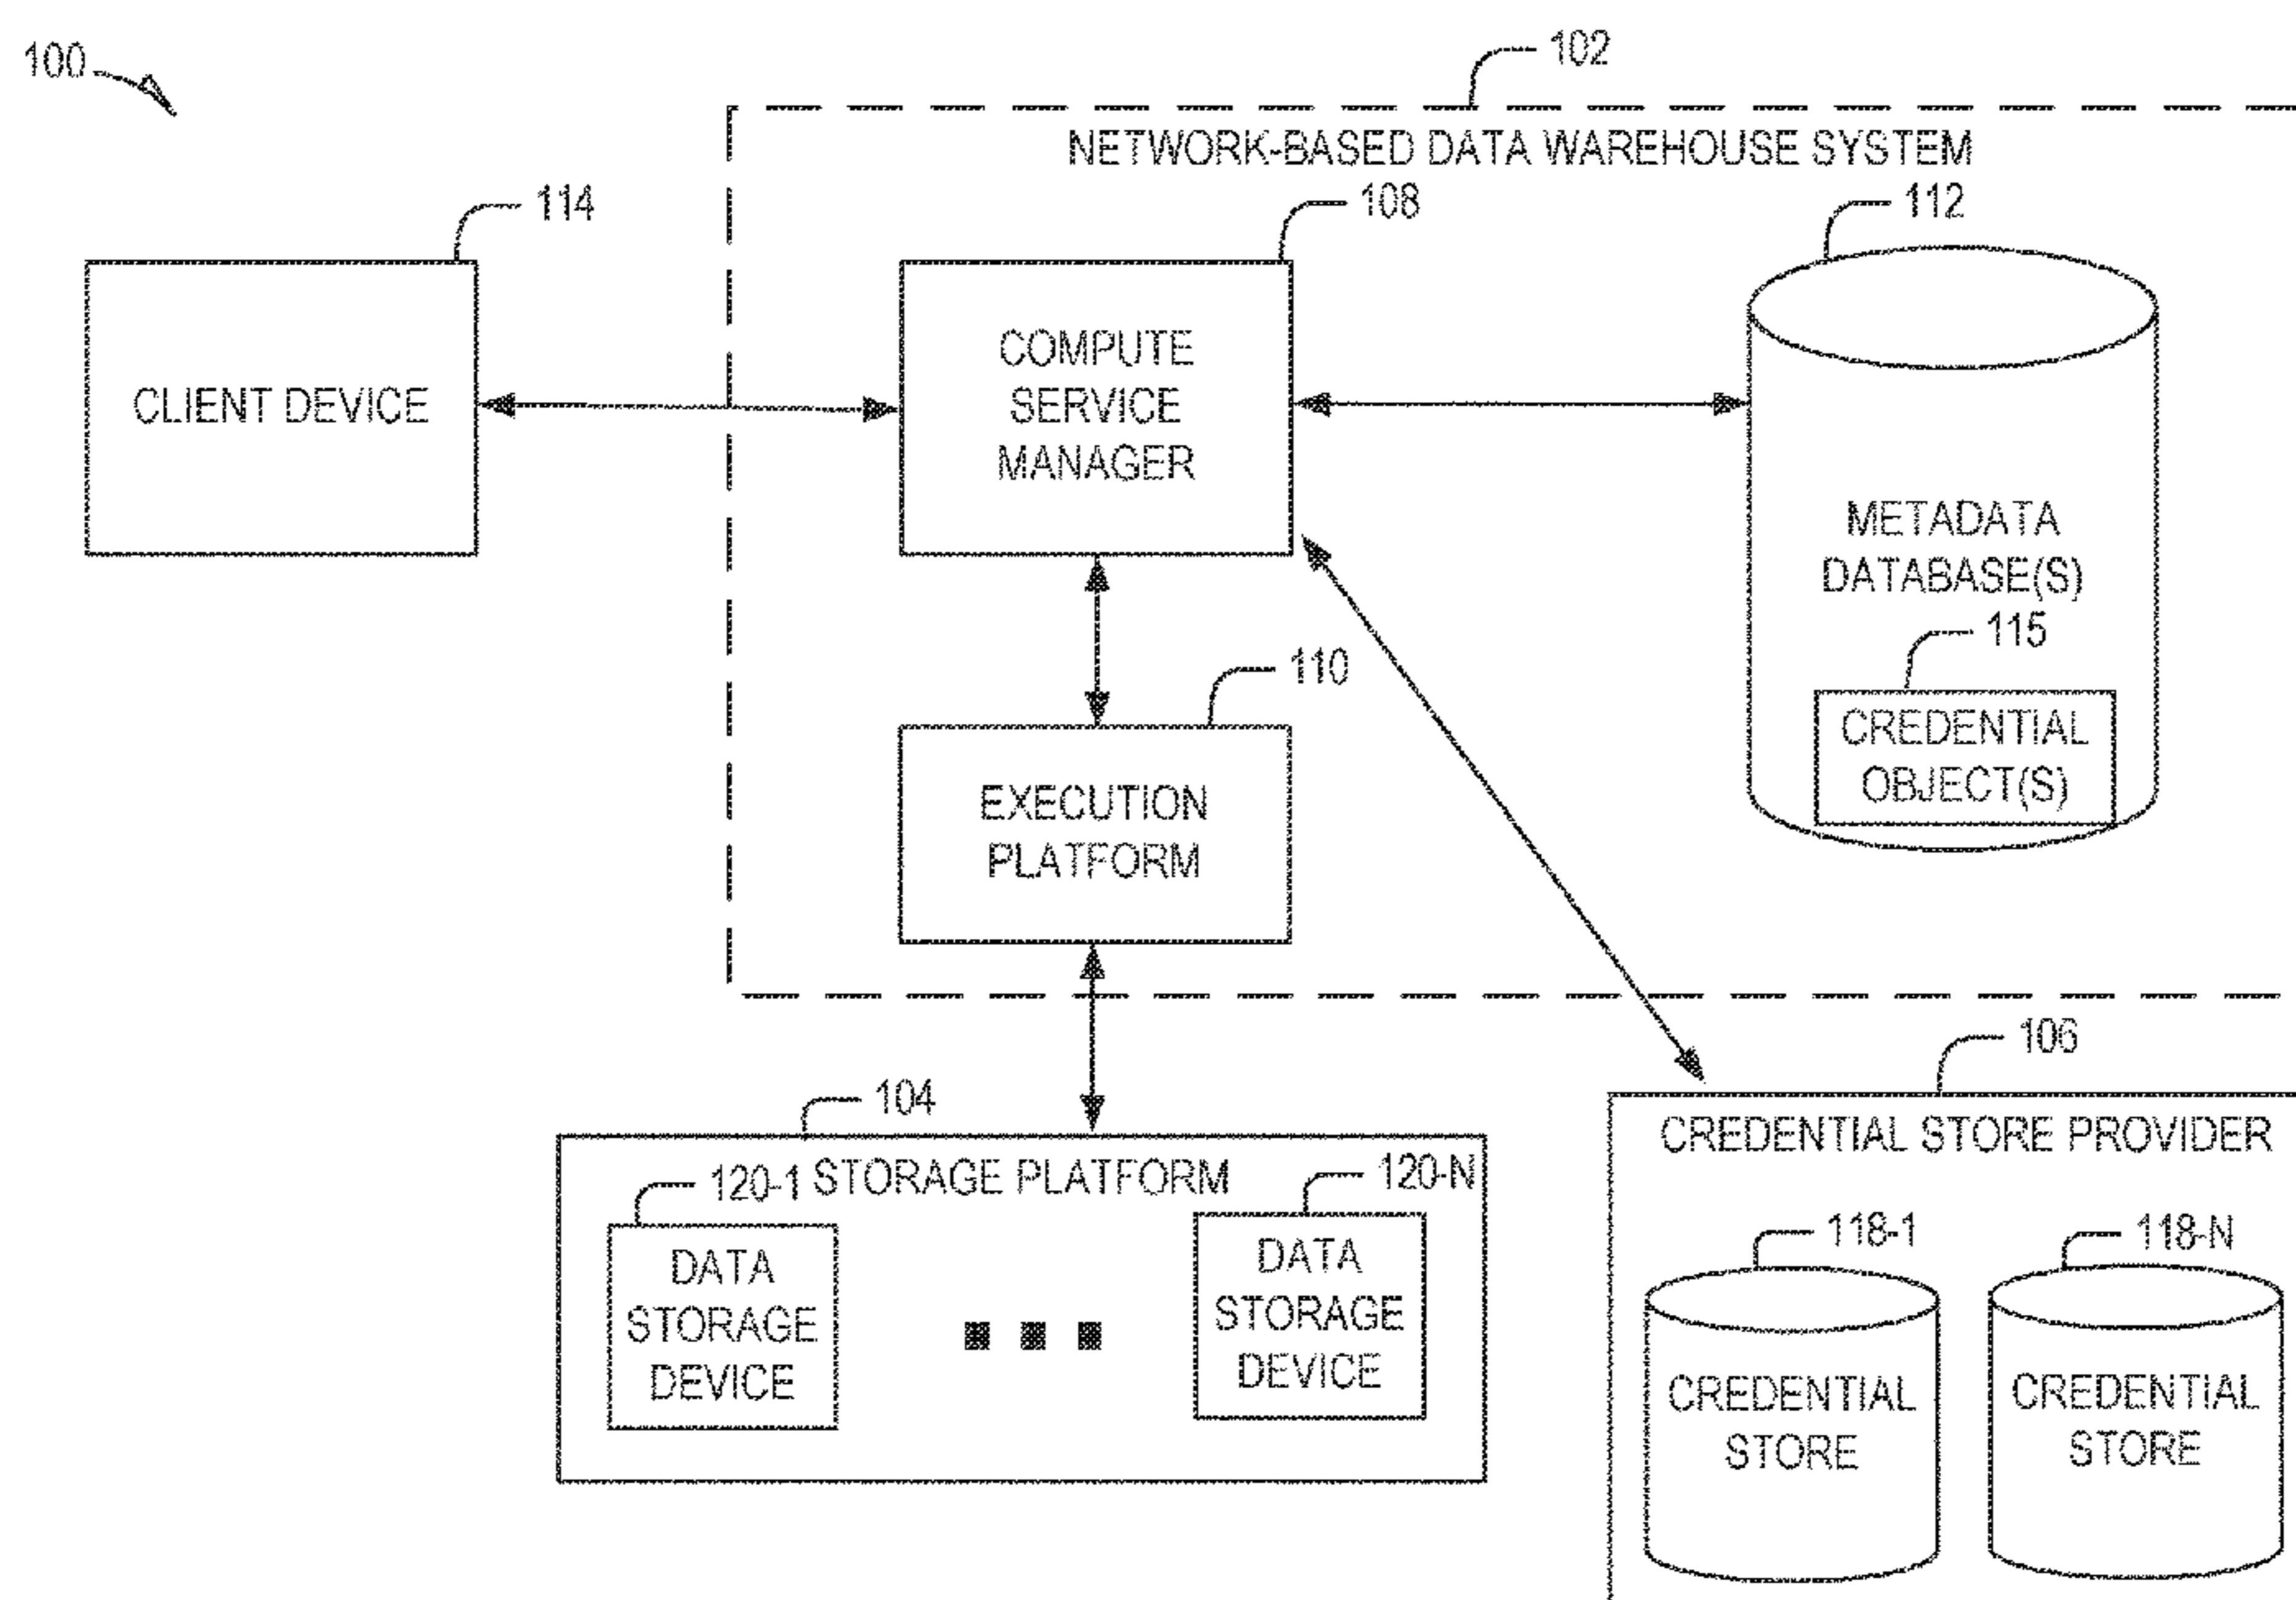 100
102
NETWORK-BASED DATA WAREHOUSE SYSTEM
114
108
112
CLIENT DEVICE
COMPUTE
SERVICE
MANAGER
METADATA
DATABASE(S)
115
CREDENTIAL
OBJECT(S)
110
EXECUTION
PLATFORM
106
104
CREDENTIAL STORE PROVIDER
STORAGE PLATFORM
120-1
120-N
DATA
STORAGE
DEVICE
DATA
STORAGE
DEVICE
118-1
118-N
CREDENTIAL
STORE
CREDENTIAL
STORE